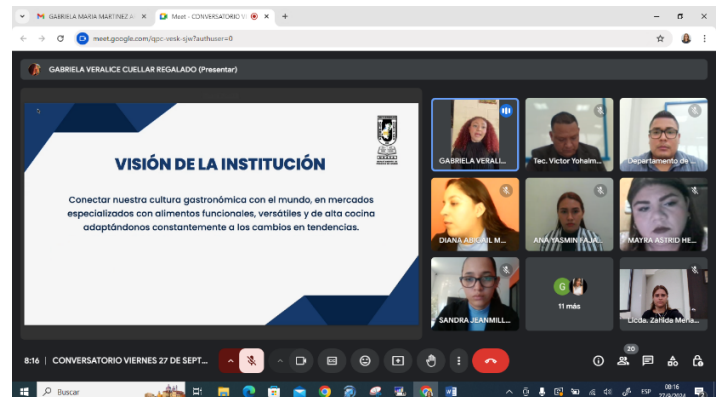 GABRIELA MARIA MARTINEZ A
Meet - CONVERSATORIO VI
meet.google.com/qpc-vesk-sjw?authuser=0
GABRIELA VERALICE CUELLAR REGALADO (Presentar)
VISIÓN DE LA INSTITUCIÓN
Conectar nuestra cultura gastronómica con el mundo, en mercados
especializados con alimentos funcionales, versátiles y de alta cocina
adaptándonos constantemente a los cambios en tendencias.
GABRIELA VERALI...
Tec. Victor Yohalm...
Departamento de ...
DIANA ABIGAIL M...
ANA YASMIN FAJA...
MAYRA ASTRID HE...
SANDRA JEANMILL...
G
11 más
Licda. Zarilda Mena...
8:16 | CONVERSATORIO VIERNES 27 DE SEPT...
20
Buscar
ESP
00:16
27/9/2024